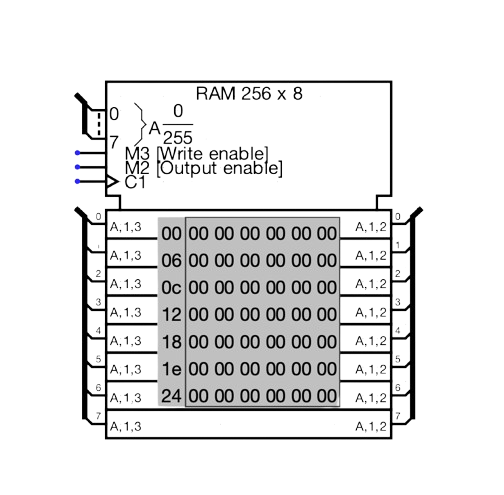 RAM 256 x 8
0
7
A 0
255
M3 [Write enable]
M2 [Output enable]
C1
0 A,1,3 00 00 00 00 00 00 00 A,1,2 0
1 A,1,3 06 00 00 00 00 00 00 A,1,2 1
2 A,1,3 0c 00 00 00 00 00 00 A,1,2 2
3 A,1,3 12 00 00 00 00 00 00 A,1,2 3
4 A,1,3 18 00 00 00 00 00 00 A,1,2 4
5 A,1,3 1e 00 00 00 00 00 00 A,1,2 5
6 A,1,3 24 00 00 00 00 00 00 A,1,2 6
7 A,1,3 A,1,2 7